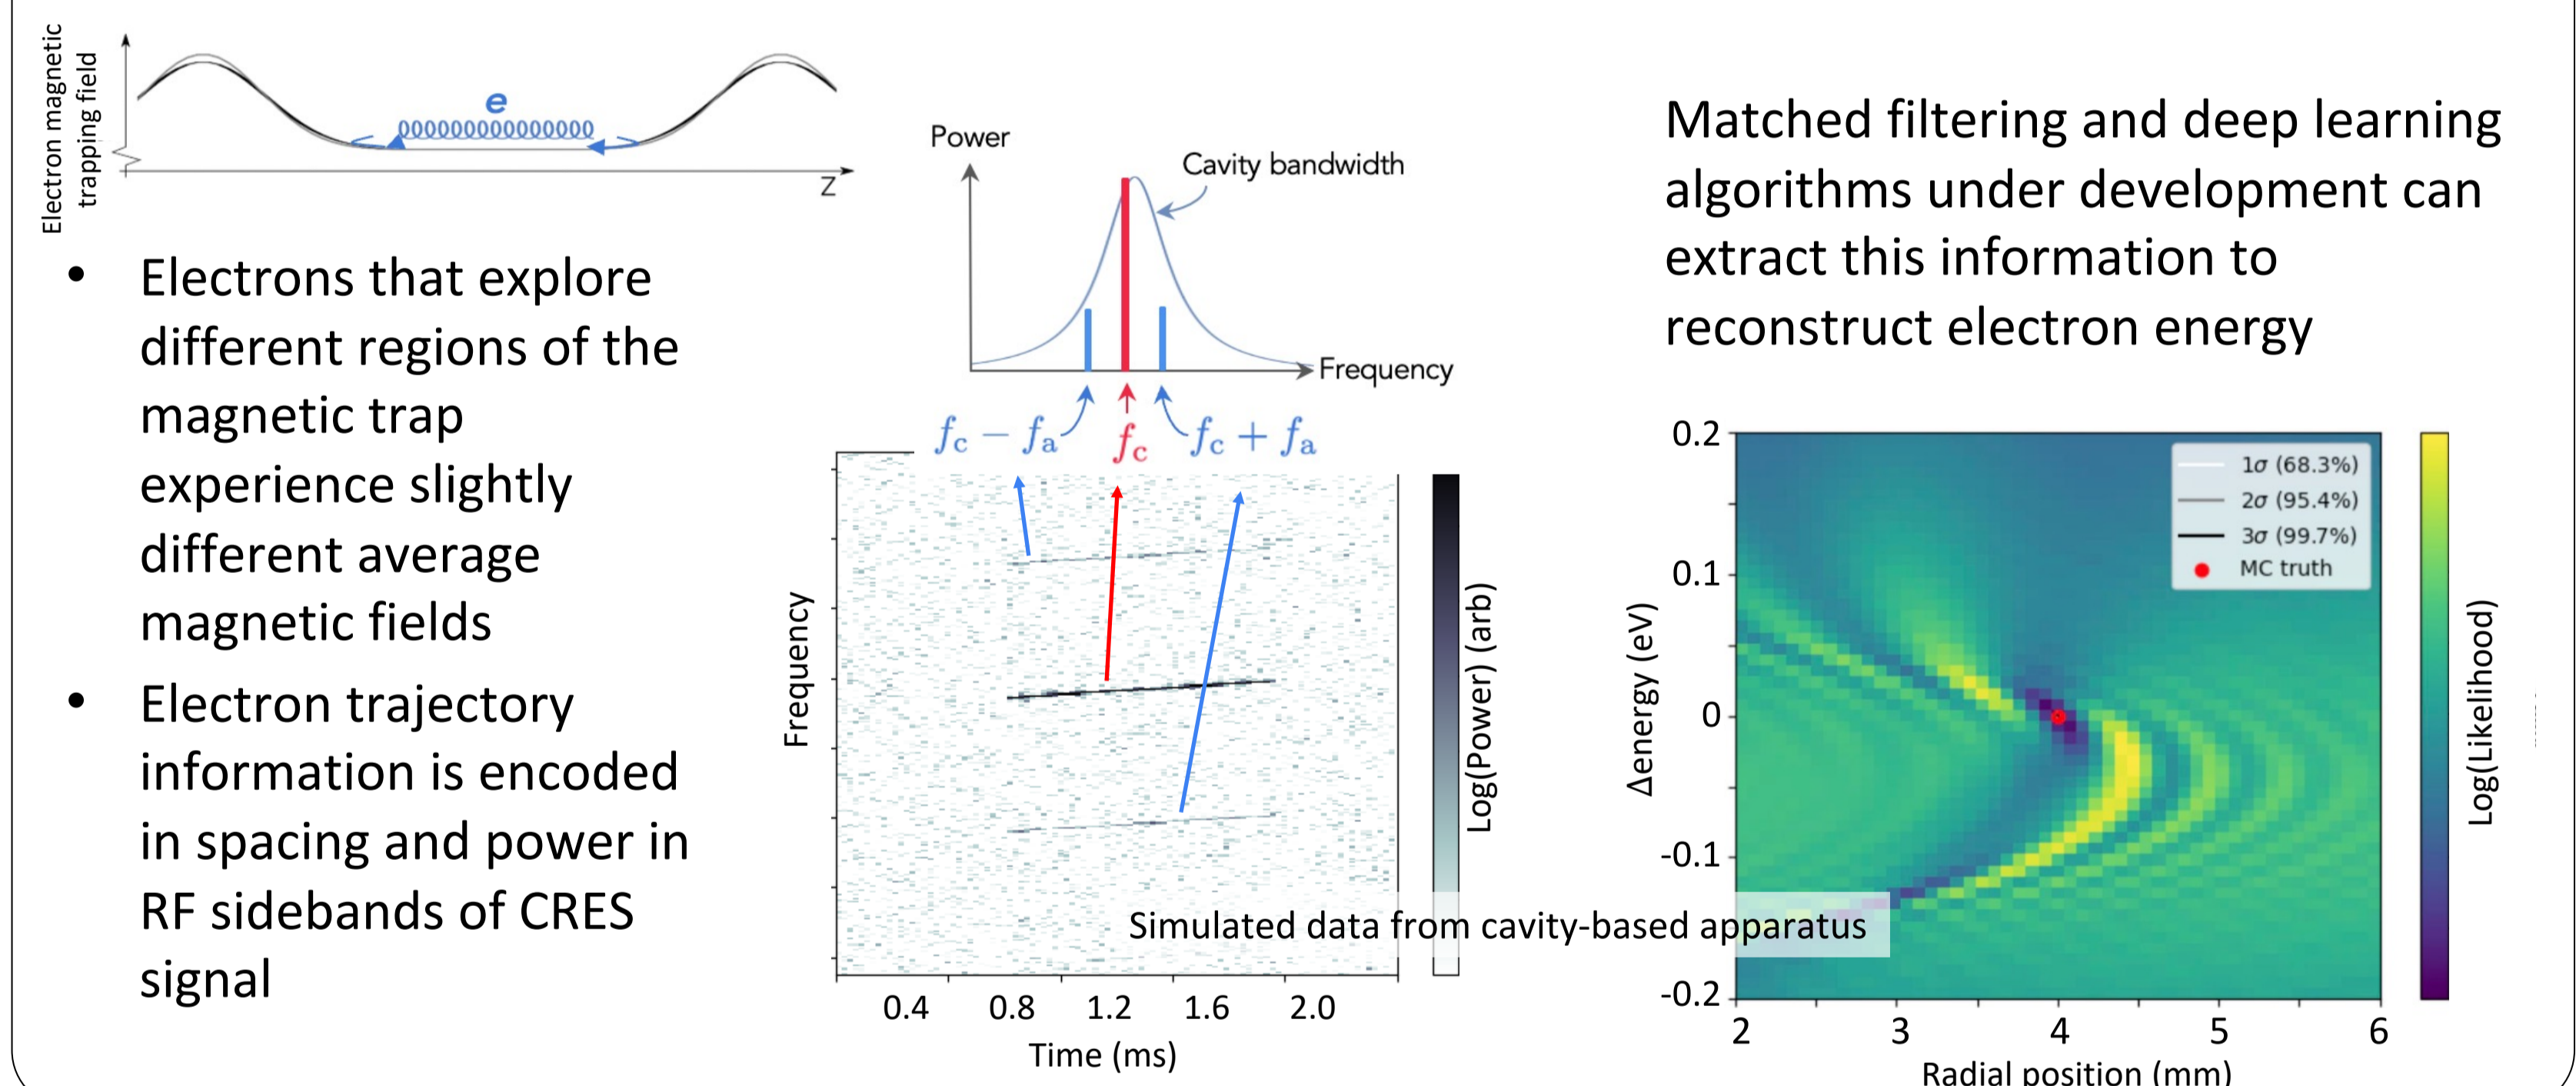 Electron magnetic
trapping field
e
Z
• Electrons that explore
different regions of the
magnetic trap
experience slightly
different average
magnetic fields
• Electron trajectory
information is encoded
in spacing and power in
RF sidebands of CRES
signal
Power
Cavity bandwidth
Frequency
fc − fa
fc
fc + fa
Frequency
Log(Power) (arb)
0.4 0.8 1.2 1.6 2.0
Time (ms)
Simulated data from cavity-based apparatus
Matched filtering and deep learning
algorithms under development can
extract this information to
reconstruct electron energy
0.2
0.1
0
-0.1
-0.2
Δenergy (eV)
1σ (68.3%)
2σ (95.4%)
3σ (99.7%)
MC truth
2 3 4 5 6
Radial position (mm)
Log(Likelihood)